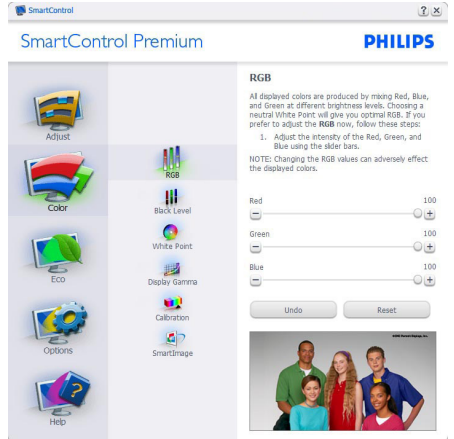 SmartControl
SmartControl Premium
PHILIPS
Adjust
Color
Eco
Options
Help
RGB
Black Level
White Point
Display Gamma
Calibration
SmartImage
RGB
All displayed colors are produced by mixing Red, Blue,
and Green at different brightness levels. Choosing a
neutral White Point will give you optimal RGB. If you
prefer to adjust the RGB now, follow these steps:
1. Adjust the intensity of the Red, Green, and
Blue using the slider bars.
NOTE: Changing the RGB values can adversely effect
the displayed colors.
Red 100
Green 100
Blue 100
Undo Reset